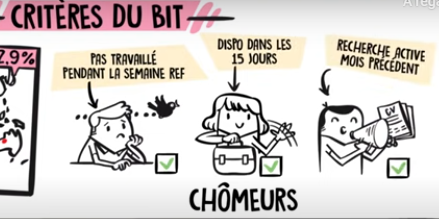 CRITÈRES DU BIT
7.9%
PAS TRAVAILLÉ
PENDANT LA SEMAINE REF
DISPO DANS LES
15 JOURS
RECHERCHE ACTIVE
MOIS PRÉCÉDENT
CV
CHÔMEURS